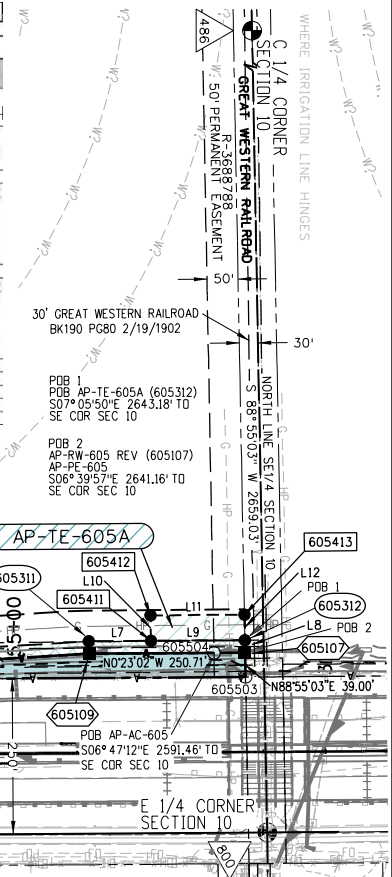 486
C 1/4 CORNER
SECTION 10
WHERE IRRIGATION LINE HINGES
GREAT WESTERN RAILROAD
R-3688788
50' PERMANENT EASEMENT
50'
30' GREAT WESTERN RAILROAD
BK190 PG80 2/19/1902
30'
POB 1
POB AP-TE-605A (605312)
S07°05'50"E 2643.18' TO
SE COR SEC 10
POB 2
AP-RW-605 REV (605107)
AP-PE-605
S06°39'57"E 2641.16' TO
SE COR SEC 10
S 88°55'03" W 2659.03'
NORTH LINE SE1/4 SECTION 10
AP-TE-605A
605412
605413
L10
L11
L12
605311
605411
POB 1
605312
L7
L9
L8
POB 2
605504
605107
N0°23'02"W 250.71'
605503
N88°55'03"E 39.00'
605109
POB AP-AC-605
S06°47'12"E 2591.46' TO
SE COR SEC 10
250'
E 1/4 CORNER
SECTION 10
800
W?
W?
W?
W?
W?
W?
G
HP
G
HP